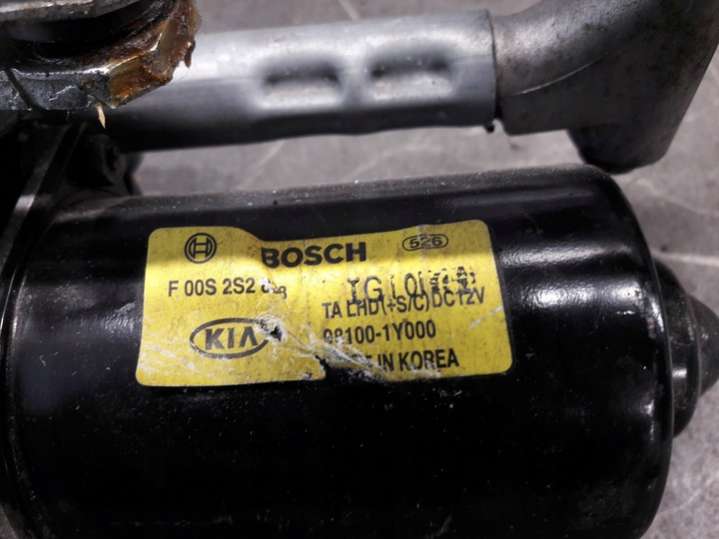 BOSCH 526
F 00S 2S2
TA LHD(+S/C)DC12V
KIA 98100-1Y000
IN KOREA